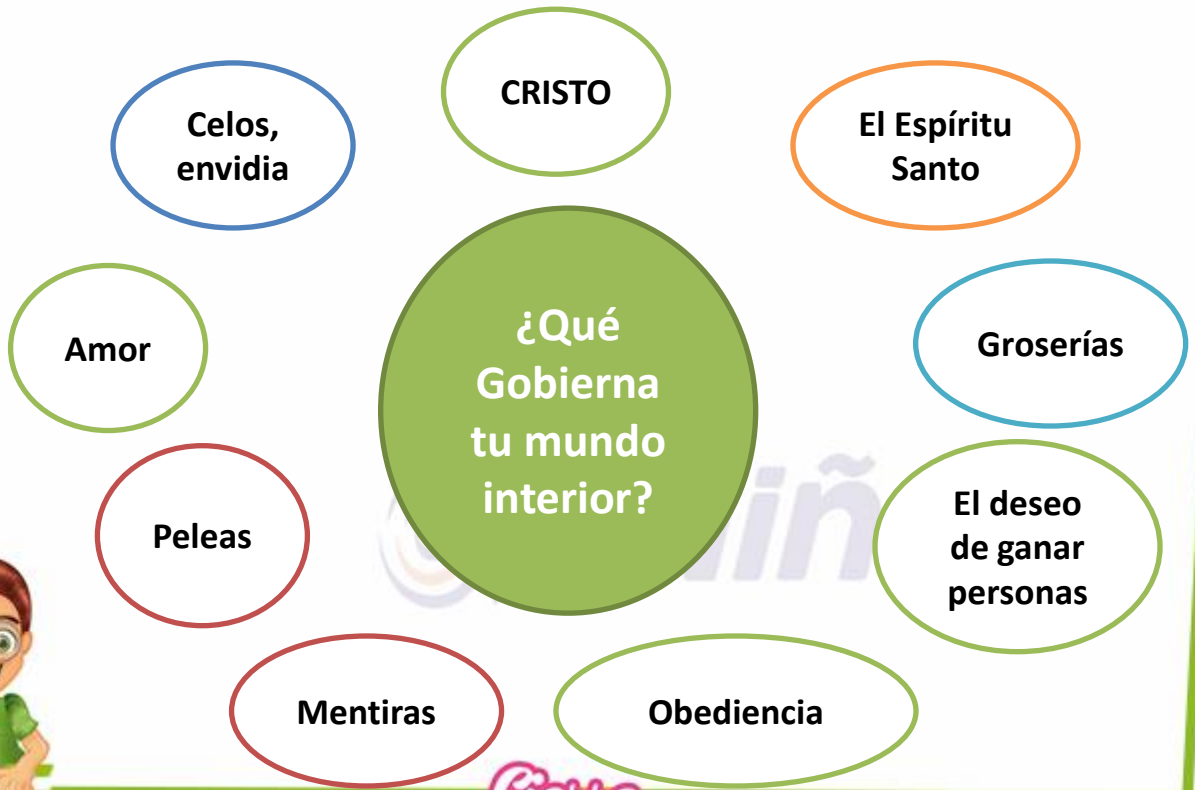 CRISTO
Celos,
envidia
El Espíritu
Santo
Amor
¿Qué
Gobierna
tu mundo
interior?
Groserías
Peleas
El deseo
de ganar
personas
Mentiras
Obediencia